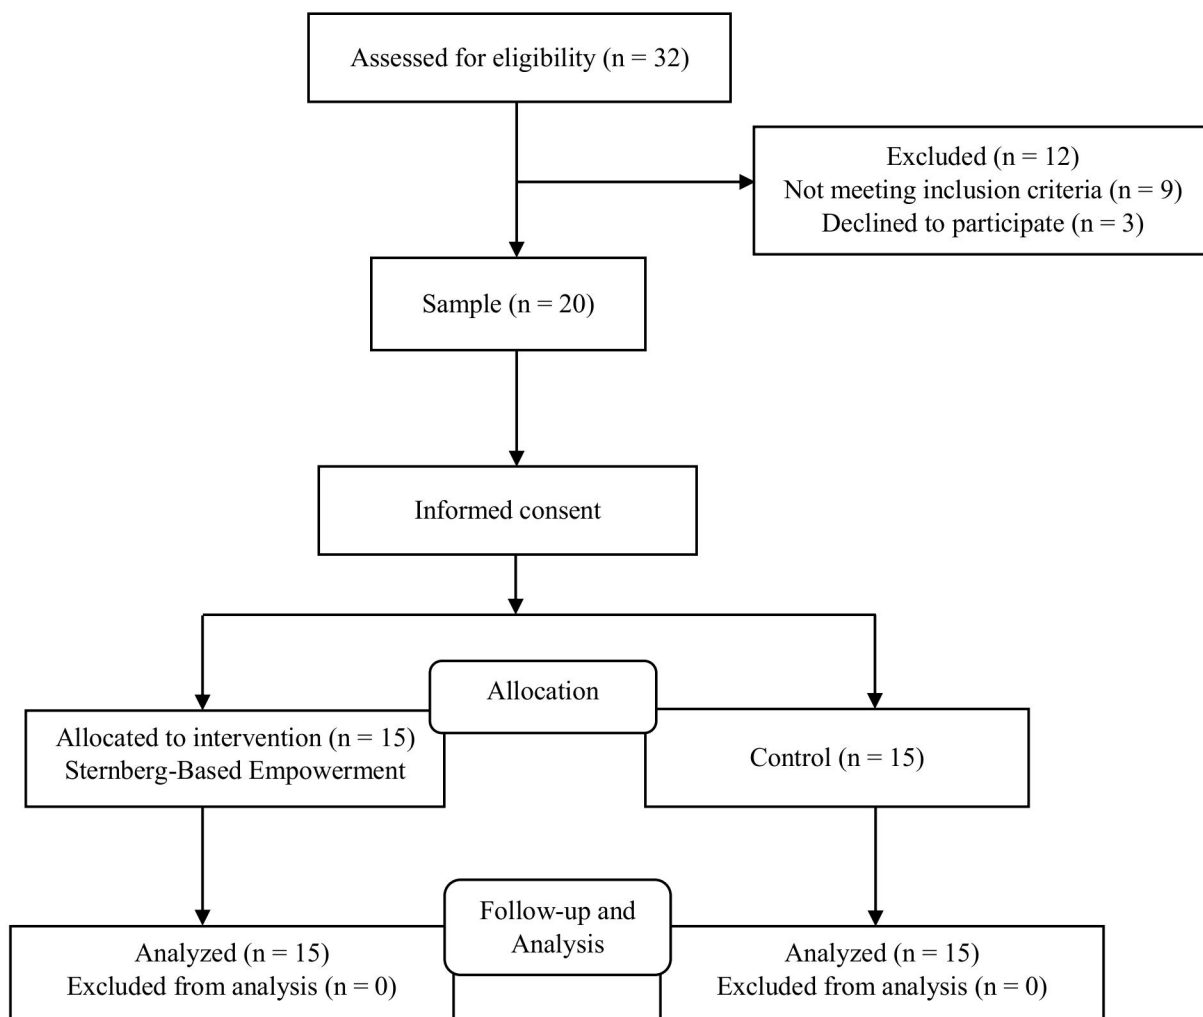 Assessed for eligibility (n = 32)
Excluded (n = 12)
Not meeting inclusion criteria (n = 9)
Declined to participate (n = 3)
Sample (n = 20)
Informed consent
Allocation
Allocated to intervention (n = 15)
Sternberg-Based Empowerment
Control (n = 15)
Follow-up and
Analysis
Analyzed (n = 15)
Excluded from analysis (n = 0)
Analyzed (n = 15)
Excluded from analysis (n = 0)